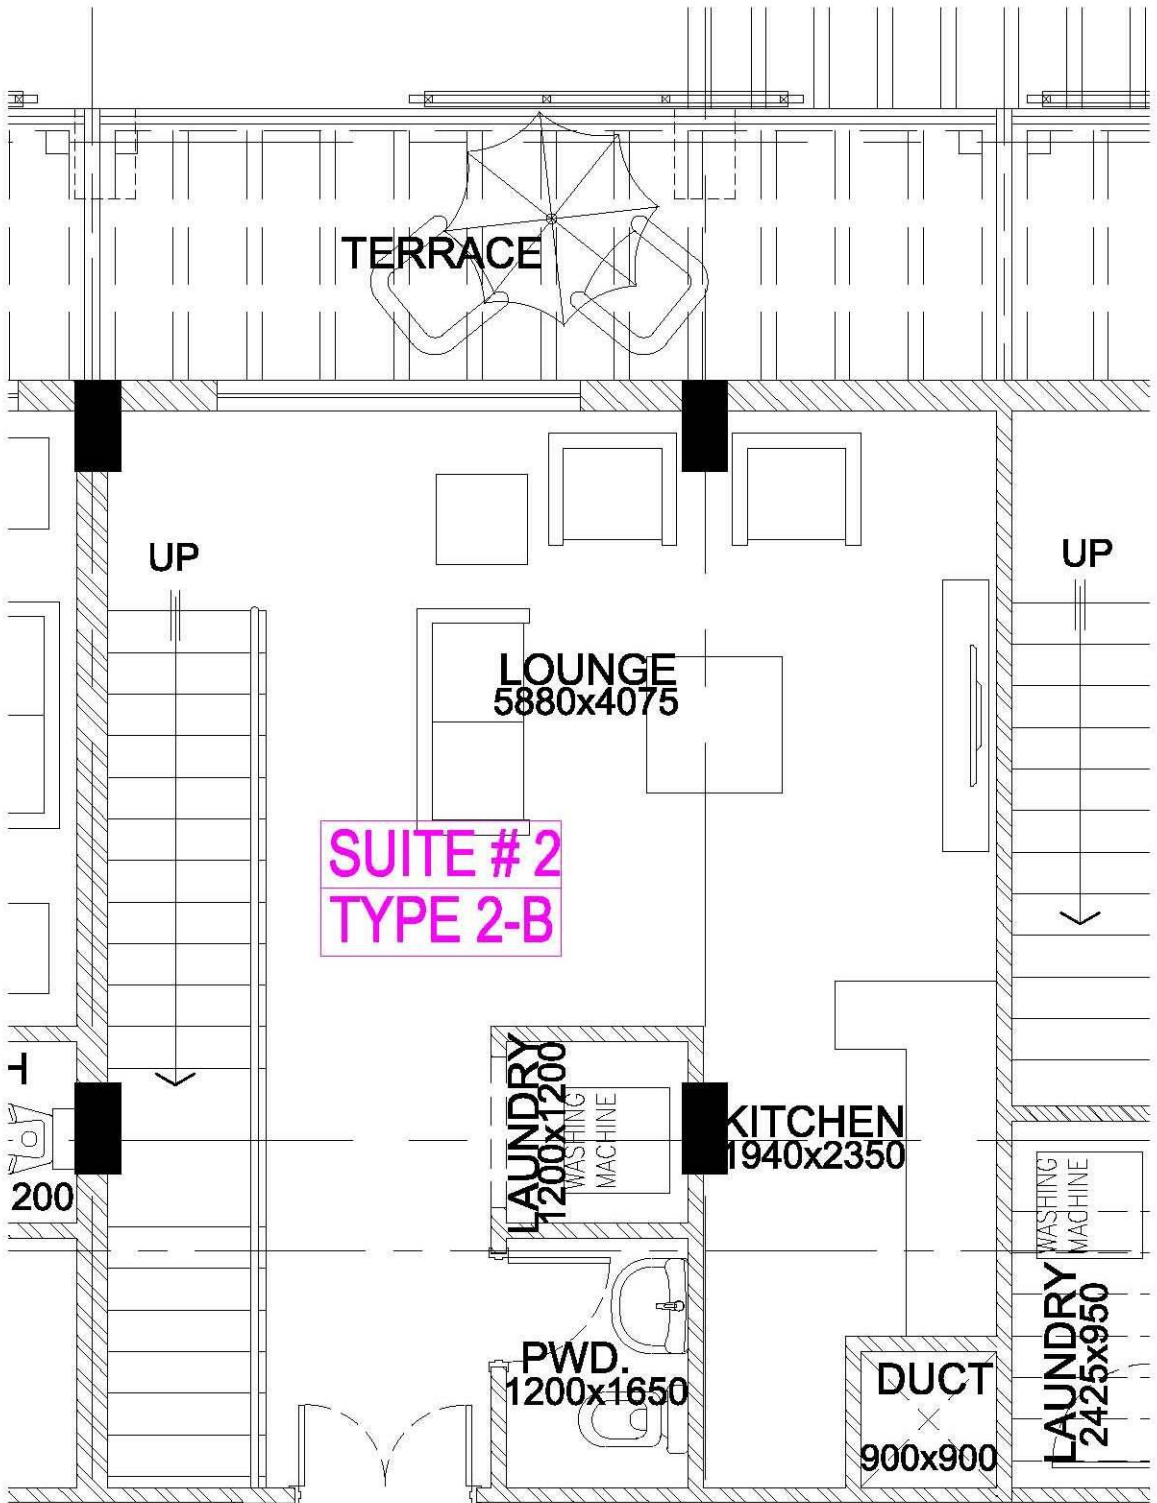 TERRACE
UP
UP
LOUNGE
5880x4075
SUITE # 2
TYPE 2-B
LAUNDRY
1200x1200
WASHING
MACHINE
KITCHEN
1940x2350
200
WASHING
MACHINE
PWD.
1200x1650
DUCT
900x900
LAUNDRY
2425x950